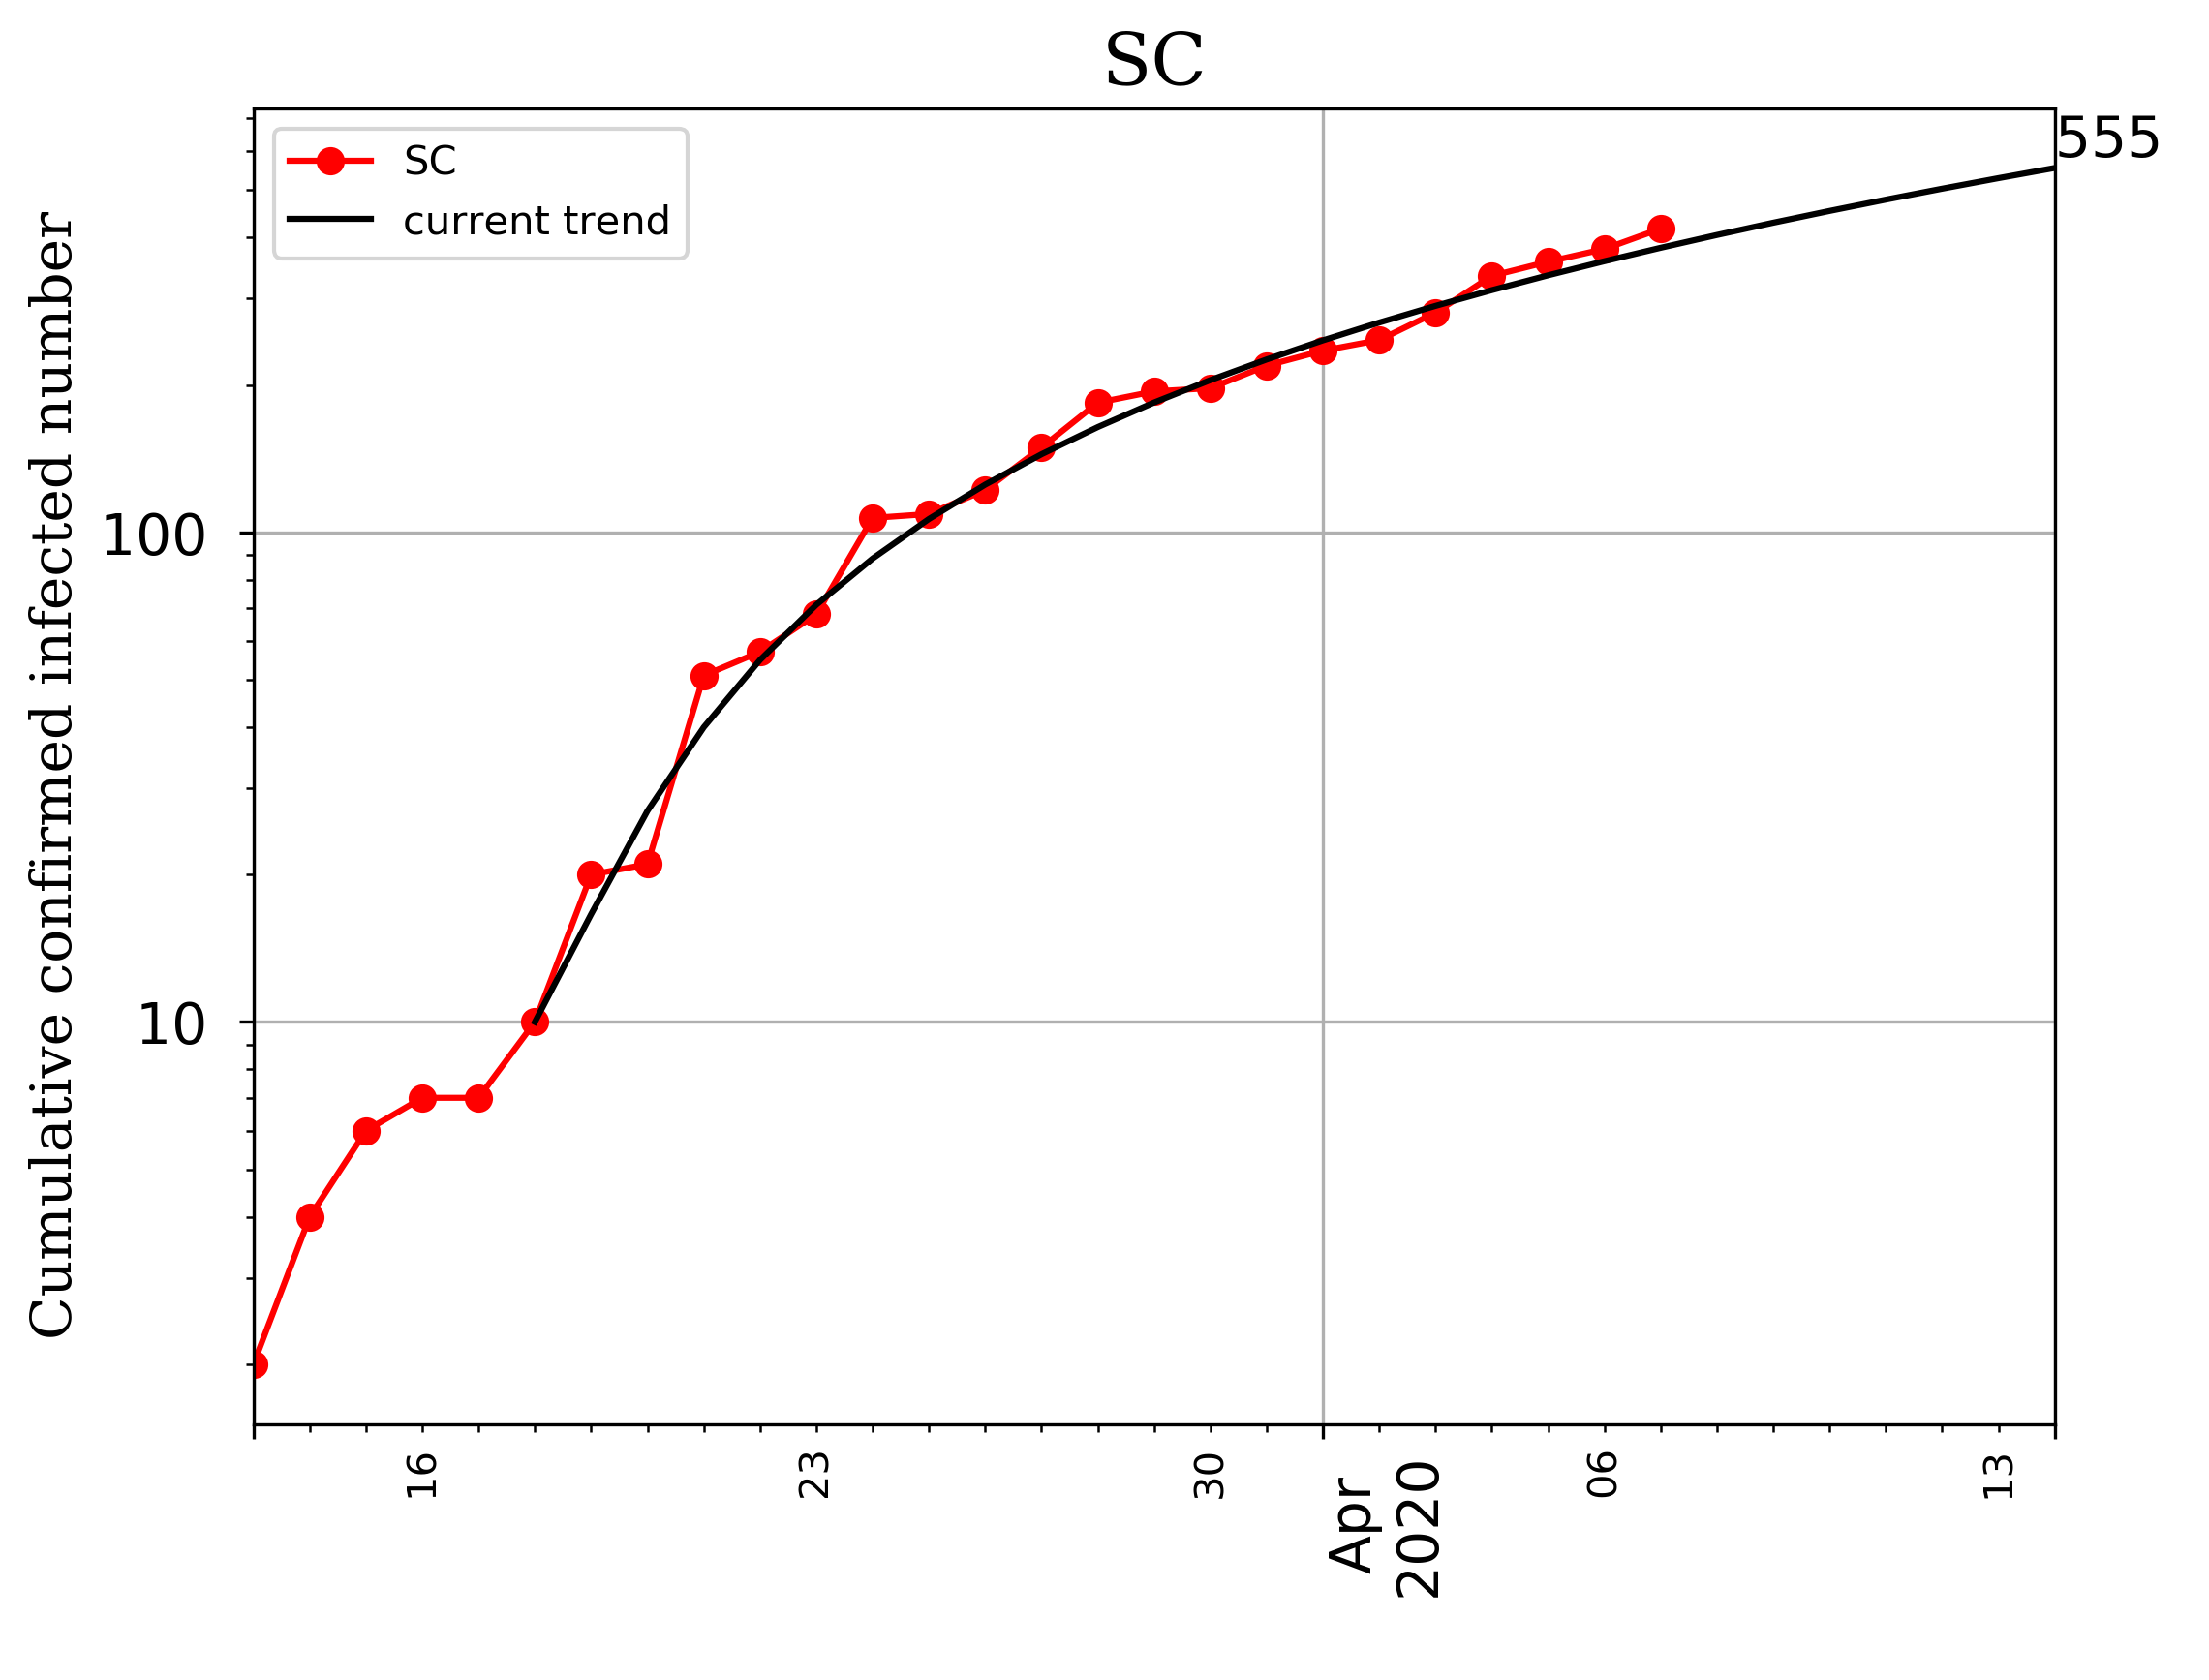 SC
555
SC
current trend
Cumulative confirmed infected number
100
10
16
23
30
Apr
2020
06
13